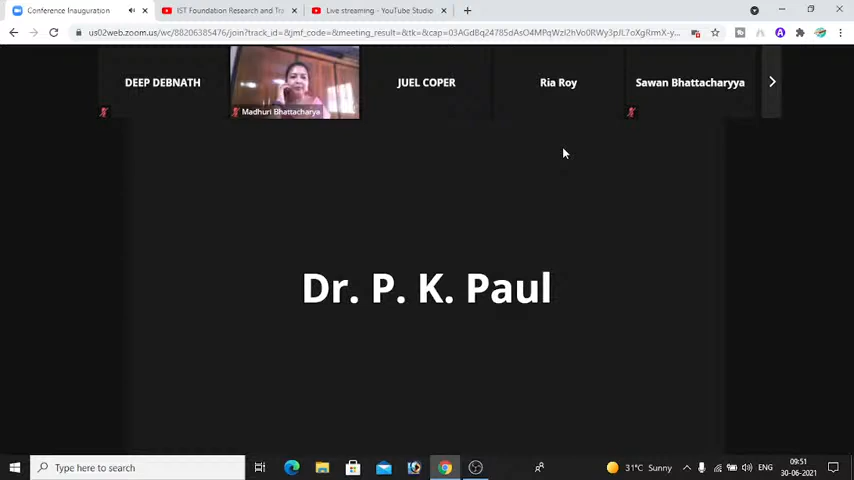 Conference Inauguration
IST Foundation Research and Tra
Live streaming - YouTube Studio
us02web.zoom.us/wc/88206385476/join?track_id=&jmf_code=&meeting_result=&tk=&cap=
DEEP DEBNATH
Madhuri Bhattacharya
JUEL COPER
Ria Roy
Sawan Bhattacharyya
Dr. P. K. Paul
Type here to search
31°C Sunny
ENG
09:51
30-06-2021